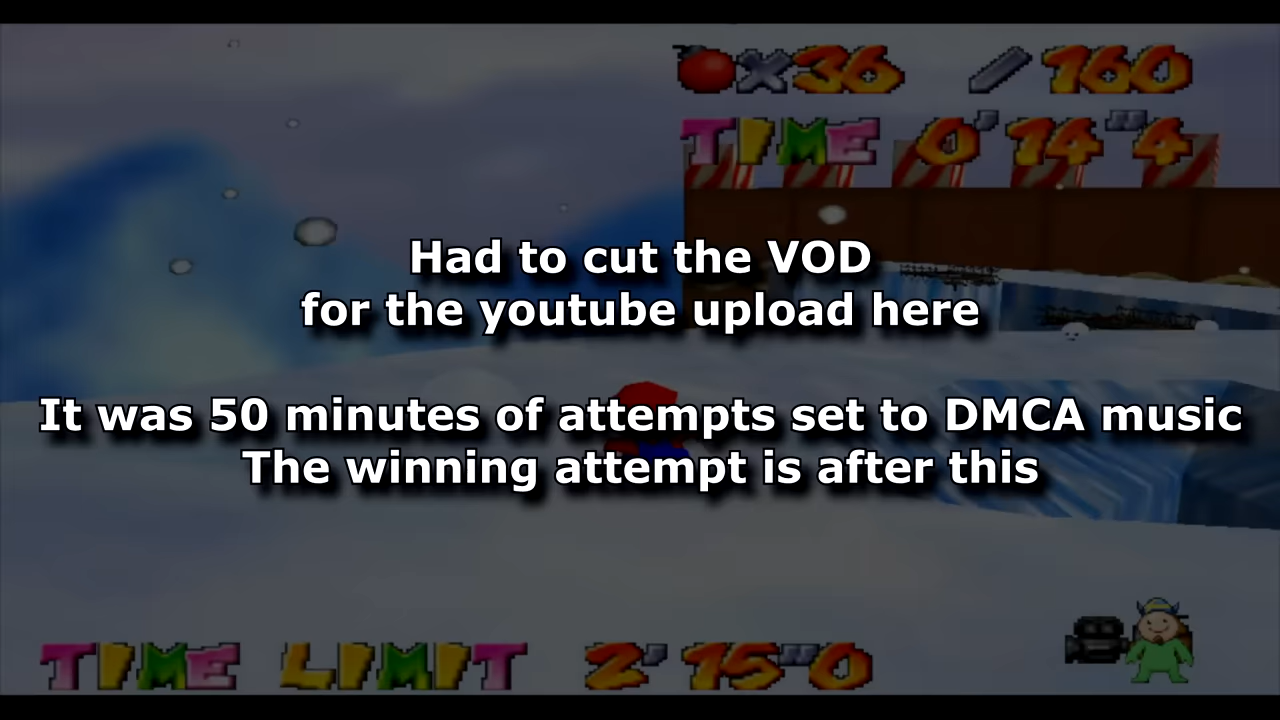 ×36 /160
TIME 0'14"4
Had to cut the VOD
for the youtube upload here
It was 50 minutes of attempts set to DMCA music
The winning attempt is after this
TIME LIMIT 2'15"0